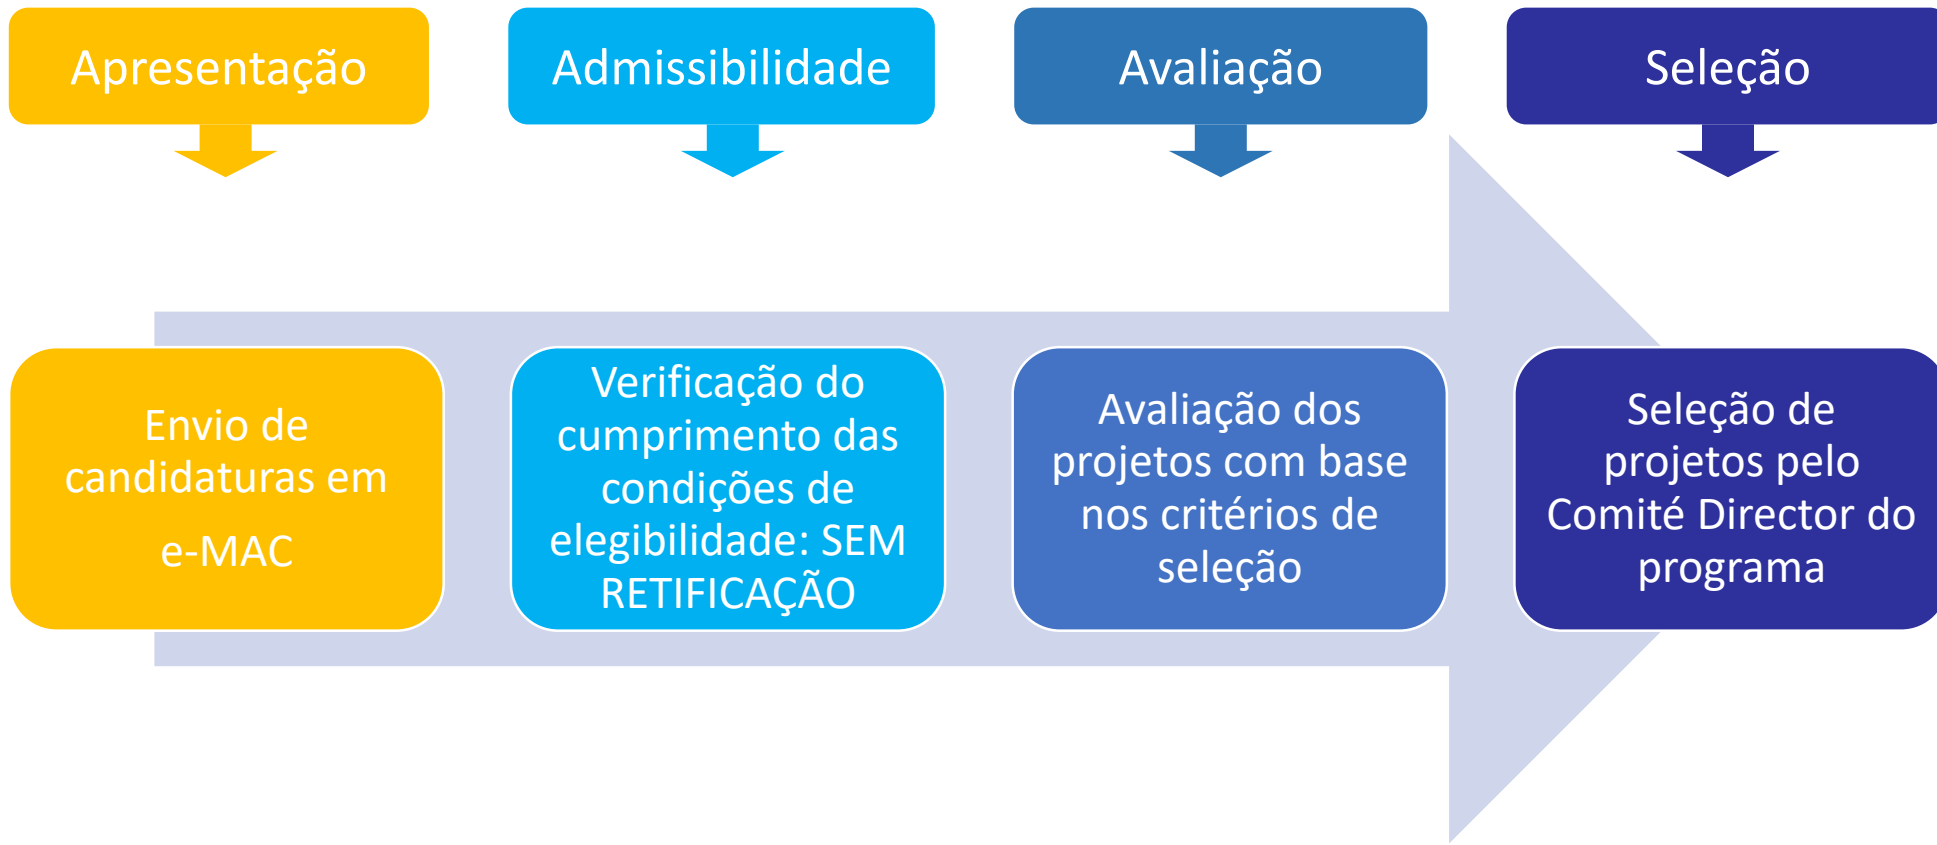 Apresentação
Admissibilidade
Avaliação
Seleção
Envio de
candidaturas em
e-MAC
Verificação do
cumprimento das
condições de
elegibilidade: SEM
RETIFICAÇÃO
Avaliação dos
projetos com base
nos critérios de
seleção
Seleção de
projetos pelo
Comité Director do
programa